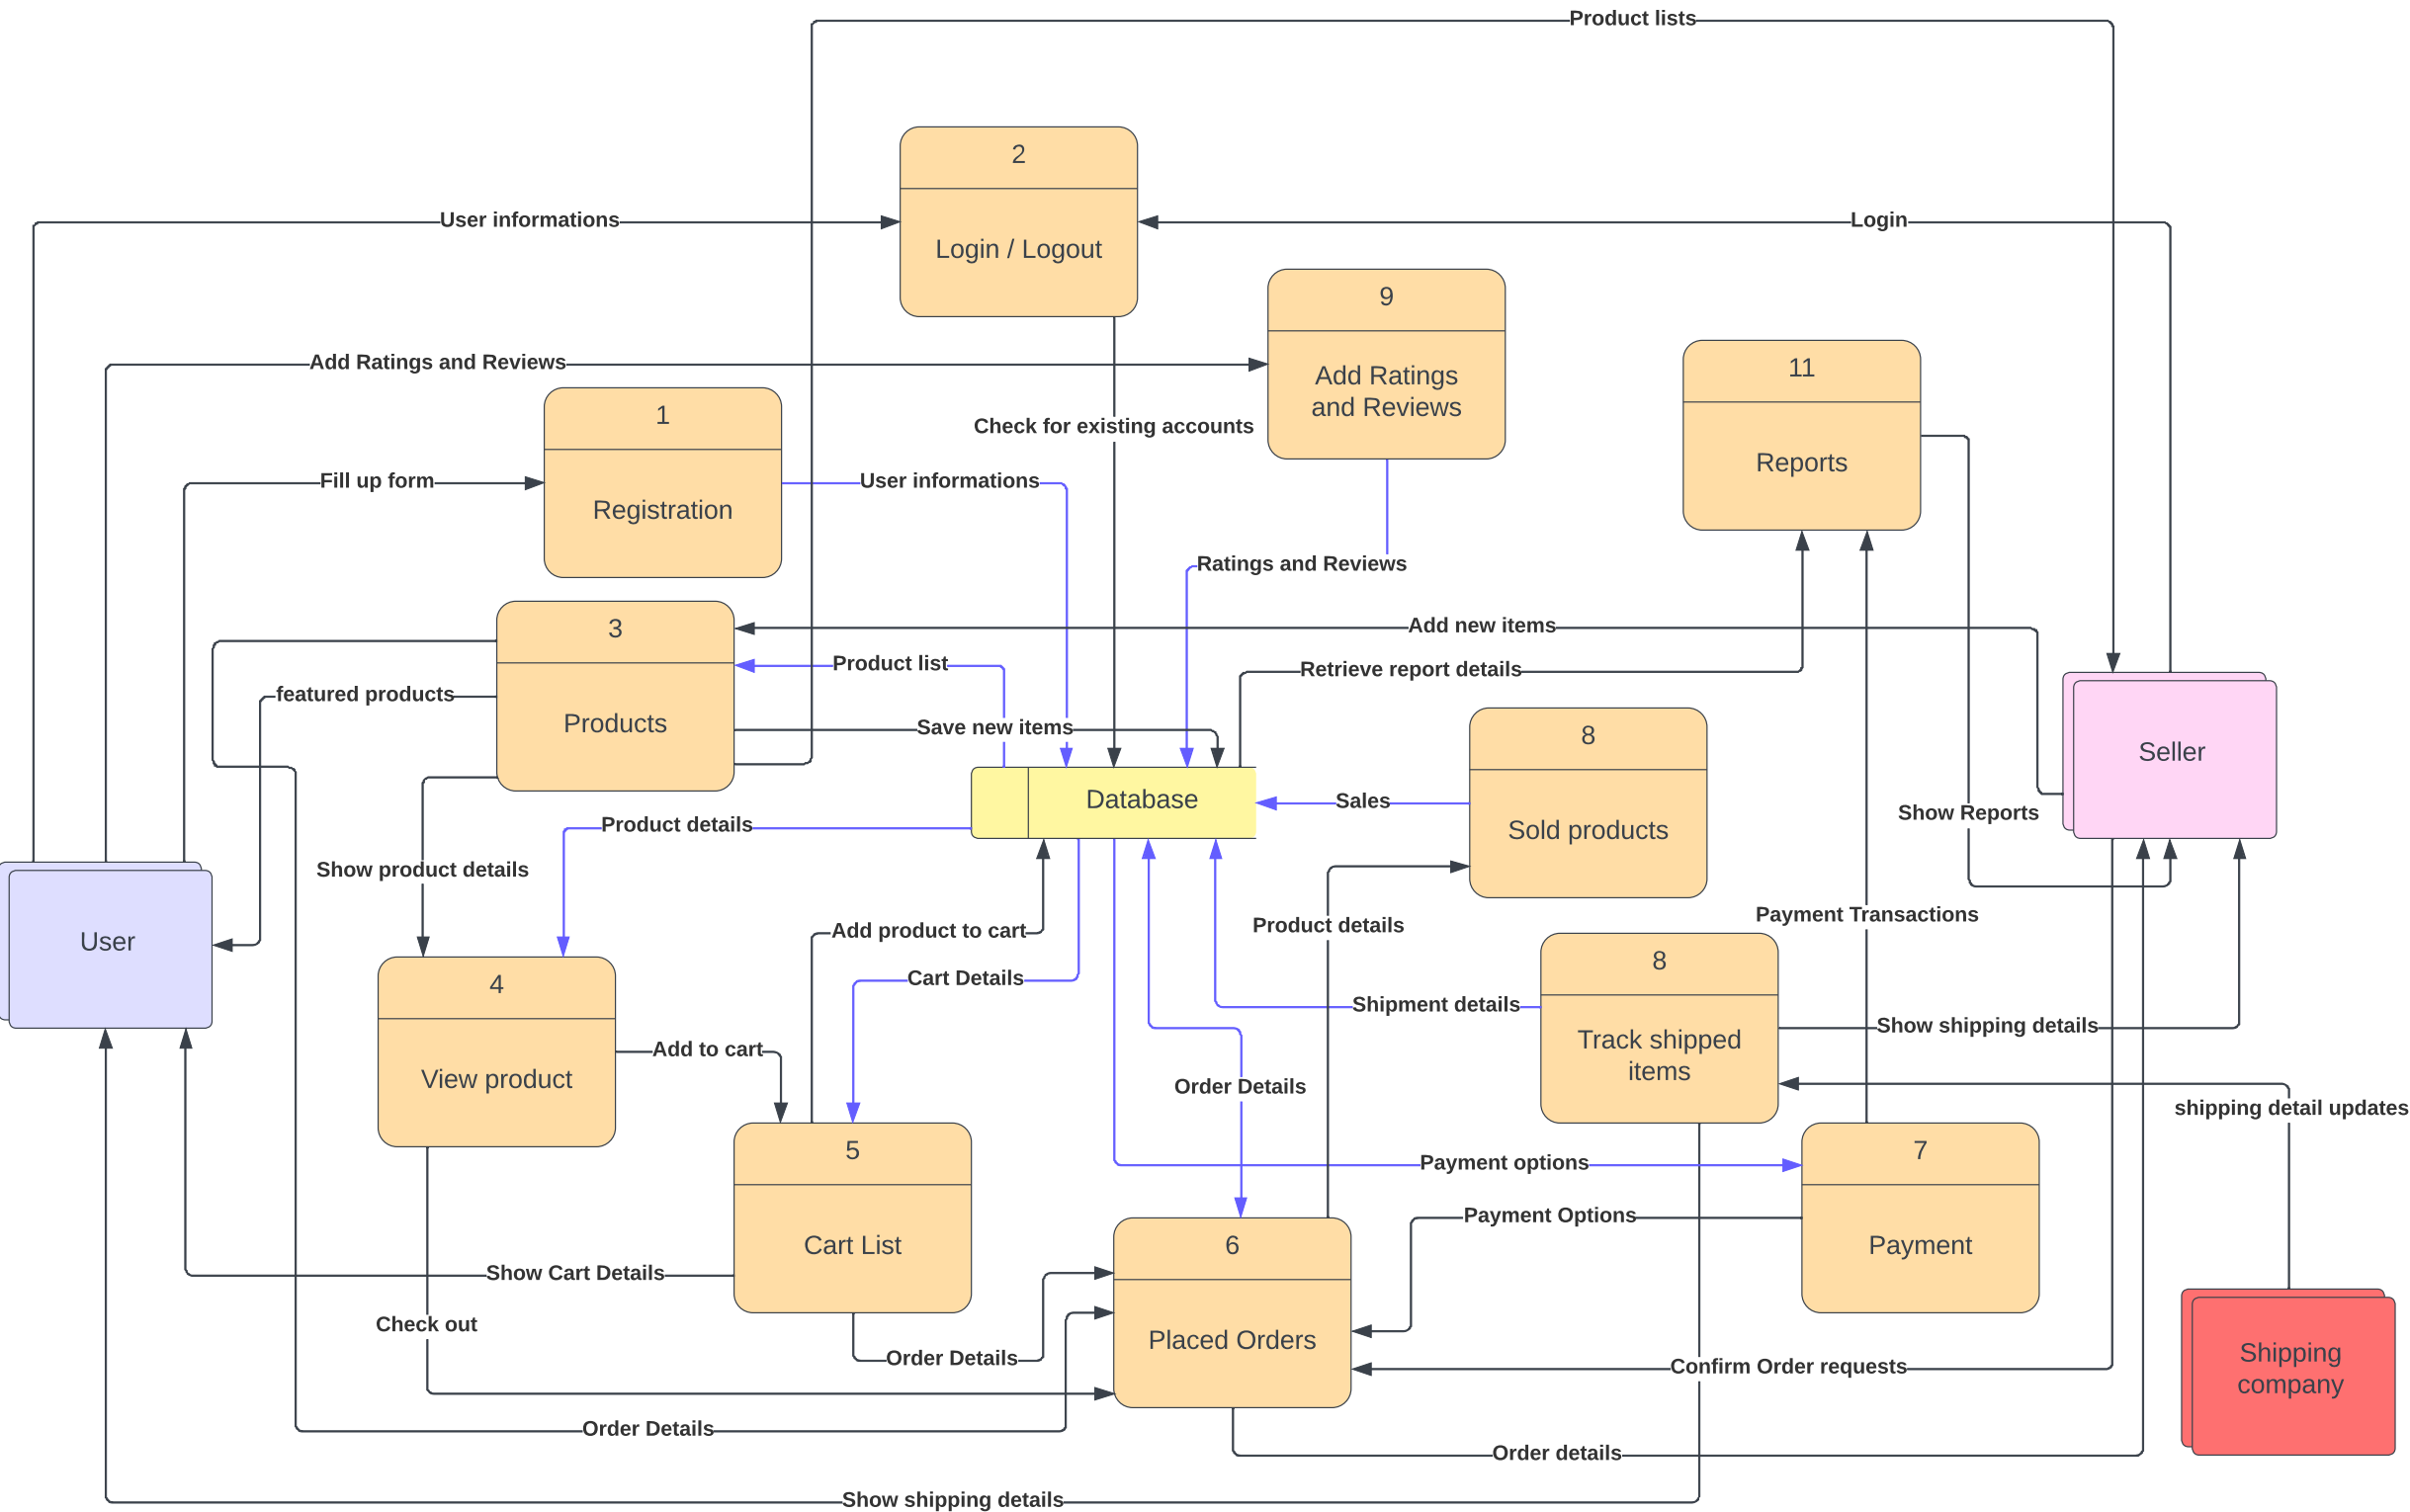 Product lists
2
User informations
Login
Login / Logout
9
Add Ratings and Reviews
11
Add Ratings
and Reviews
1
Check for existing accounts
Reports
Fill up form
User informations
Registration
Ratings and Reviews
3
Add new items
Product list
Retrieve report details
featured products
Products
Save new items
8
Seller
Database
Sales
Show Reports
Product details
Sold products
Show product details
User
Add product to cart
Product details
Payment Transactions
8
4
Cart Details
Shipment details
Show shipping details
Track shipped
items
Add to cart
View product
Order Details
shipping detail updates
5
Payment options
7
Cart List
6
Payment Options
Payment
Show Cart Details
Check out
Placed Orders
Order Details
Confirm Order requests
Shipping
company
Order Details
Order details
Show shipping details